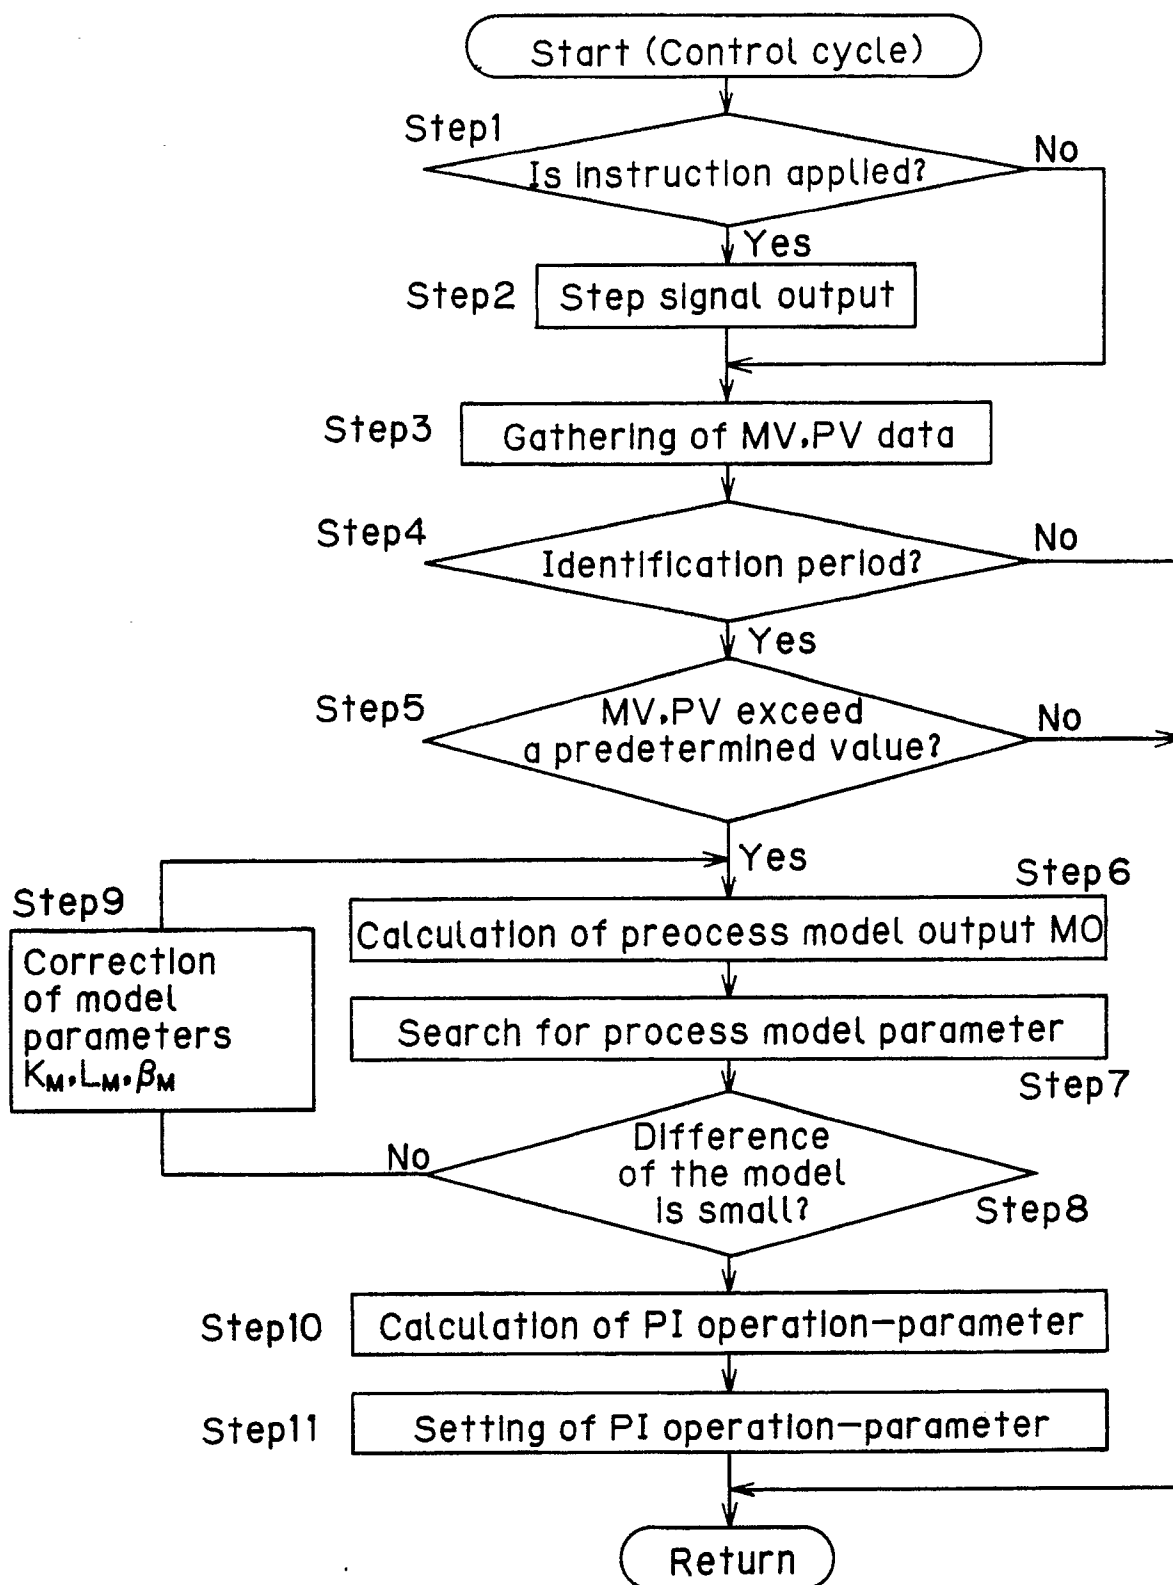 Start (Control cycle)
Step1
Is instruction applied?
No
Yes
Step2
Step signal output
Step3
Gathering of MV.PV data
Step4
Identification period?
No
Yes
Step5
MV.PV exceed
a predetermined value?
No
Yes
Step6
Calculation of preocess model output MO
Step9
Correction
of model
parameters
KM.LM.βM
Search for process model parameter
Step7
No
Difference
of the model
is small?
Step8
Step10
Calculation of PI operation-parameter
Step11
Setting of PI operation-parameter
Return